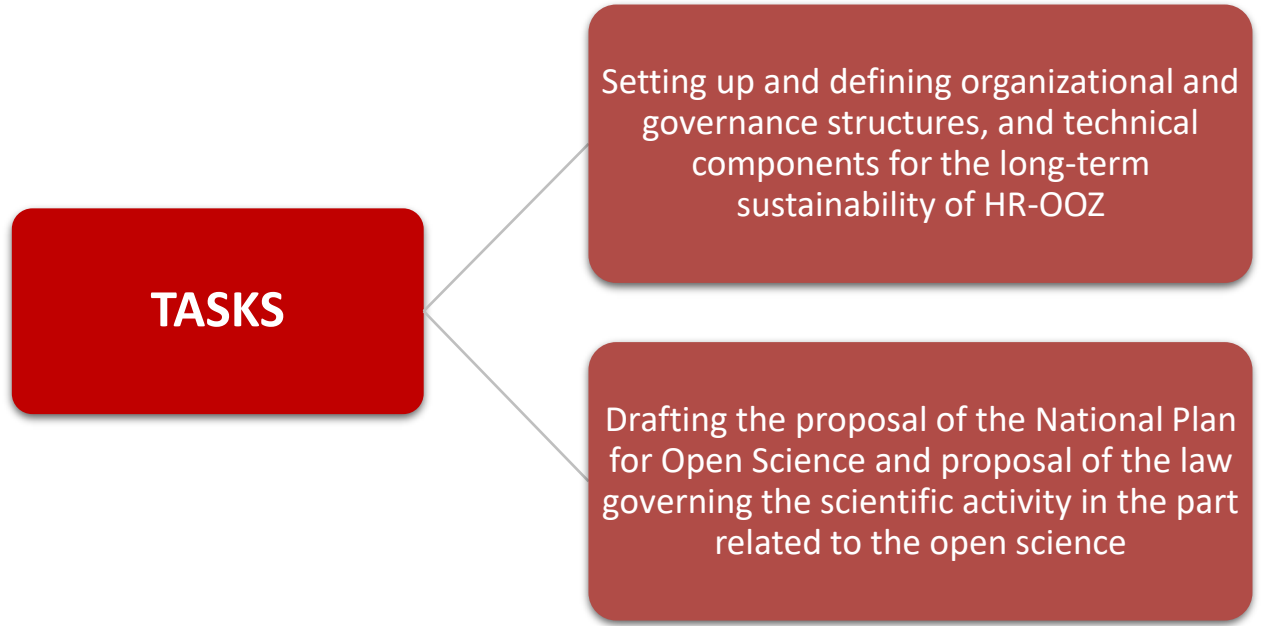 TASKS
Setting up and defining organizational and
governance structures, and technical
components for the long-term
sustainability of HR-OOZ
Drafting the proposal of the National Plan
for Open Science and proposal of the law
governing the scientific activity in the part
related to the open science